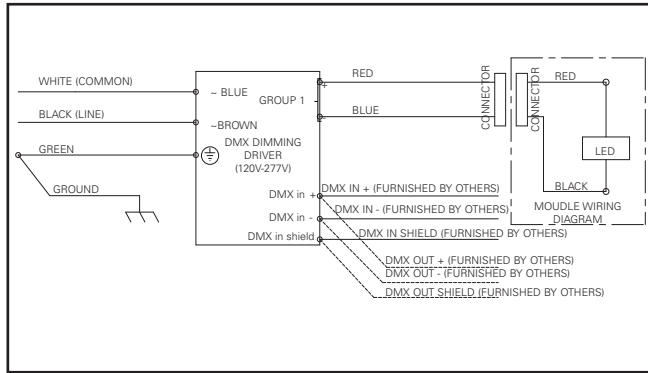 WHITE (COMMON)
BLACK (LINE)
GREEN
GROUND
~ BLUE
GROUP 1
~BROWN
DMX DIMMING
DRIVER
(120V-277V)
DMX in +
DMX in -
DMX in shield
+
-
RED
BLUE
CONNECTOR
CONNECTOR
RED
LED
BLACK
MOUDLE WIRING
DIAGRAM
DMX IN + (FURNISHED BY OTHERS)
DMX IN - (FURNISHED BY OTHERS)
DMX IN SHIELD (FURNISHED BY OTHERS)
DMX OUT + (FURNISHED BY OTHERS)
DMX OUT - (FURNISHED BY OTHERS)
DMX OUT SHIELD (FURNISHED BY OTHERS)